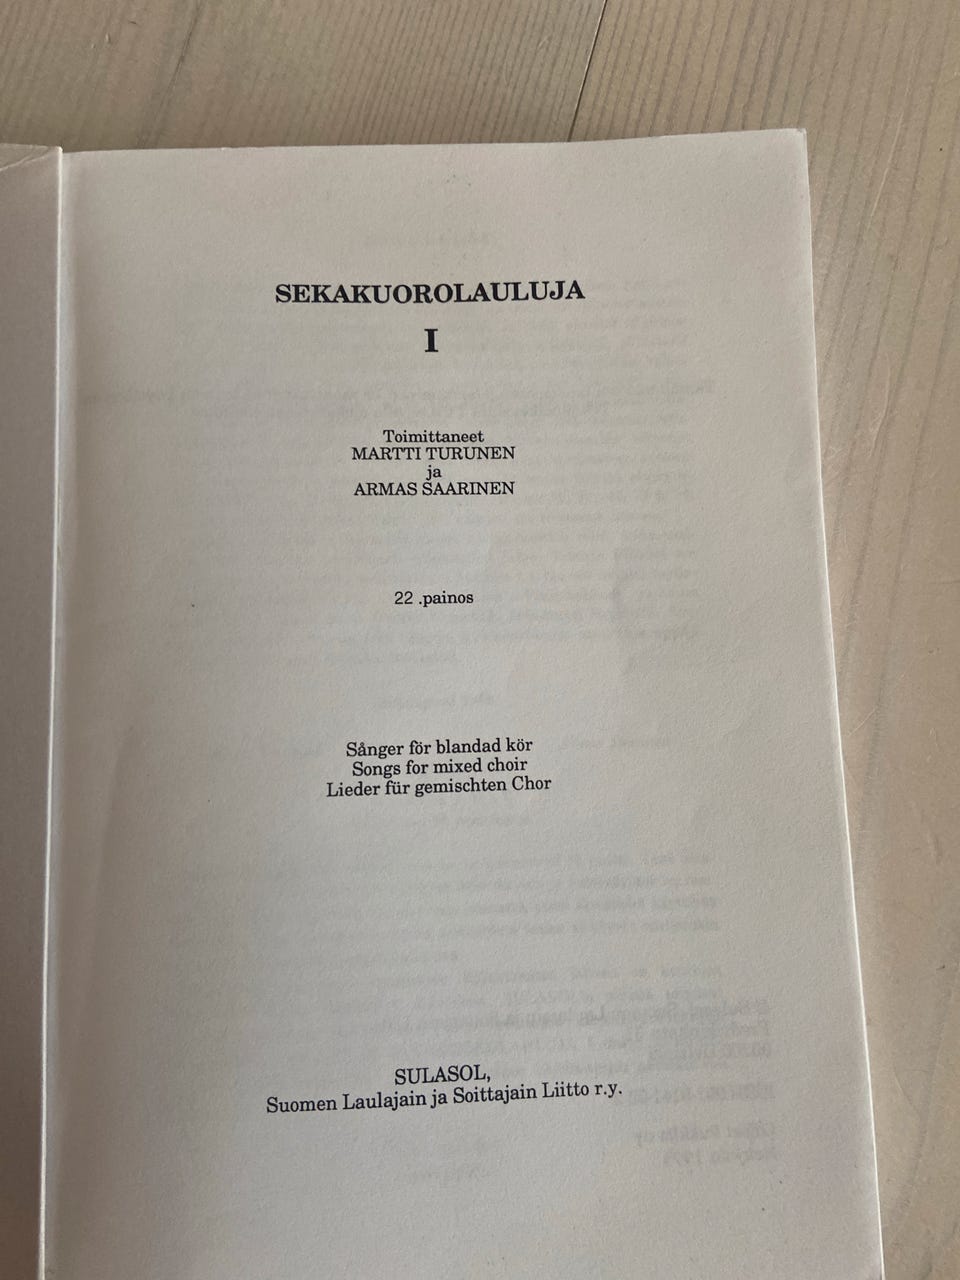 SEKAKUOROLAULUJA
I
Toimittaneet
MARTTI TURUNEN
ja
ARMAS SAARINEN
22 .painos
Sånger för blandad kör
Songs for mixed choir
Lieder für gemischten Chor
SULASOL,
Suomen Laulajain ja Soittajain Liitto r.y.